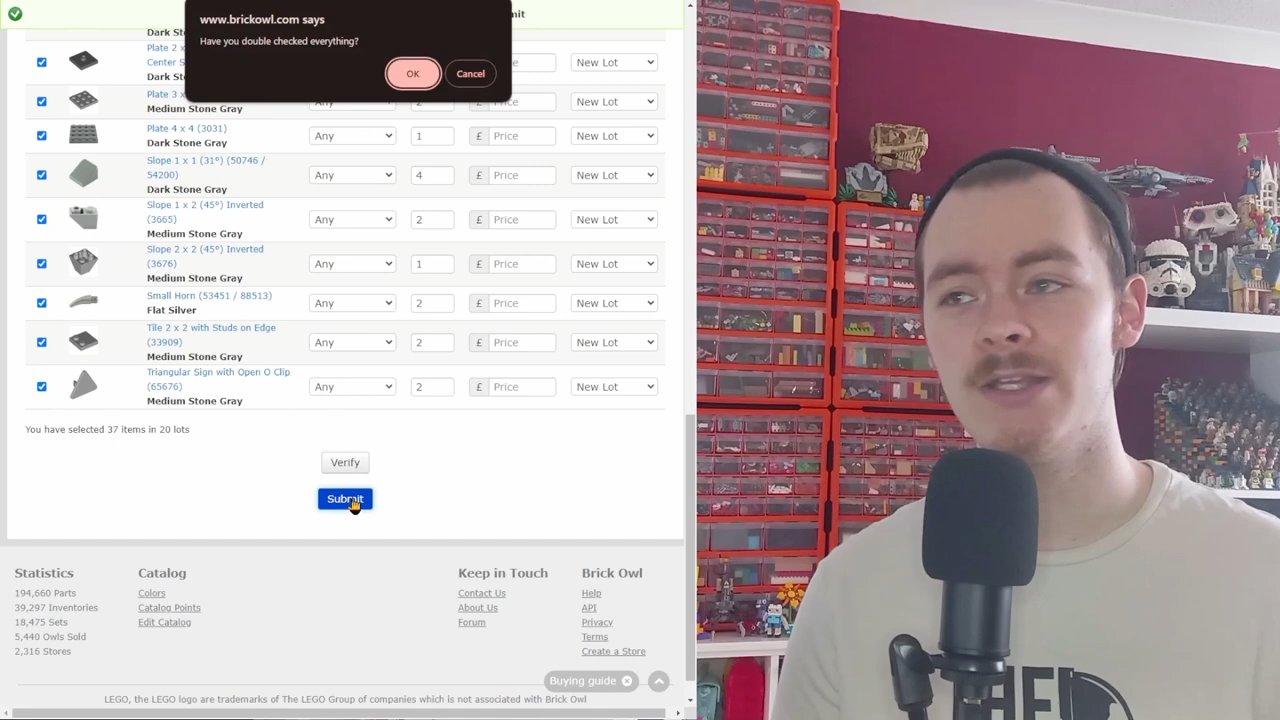 www.brickowl.com says
Have you double checked everything?
OK
Cancel
Dark
Plate 2 x
Center S
Dark
New Lot
Plate 3 x
Medium Stone Gray
Any
2
£
Price
New Lot
Plate 4 x 4 (3031)
Dark Stone Gray
Any
1
£
Price
New Lot
Slope 1 x 1 (31°) (50746 /
54200)
Dark Stone Gray
Any
4
£
Price
New Lot
Slope 1 x 2 (45°) Inverted
(3665)
Medium Stone Gray
Any
2
£
Price
New Lot
Slope 2 x 2 (45°) Inverted
(3676)
Medium Stone Gray
Any
1
£
Price
New Lot
Small Horn (53451 / 88513)
Flat Silver
Any
2
£
Price
New Lot
Tile 2 x 2 with Studs on Edge
(33909)
Medium Stone Gray
Any
2
£
Price
New Lot
Triangular Sign with Open O Clip
(65676)
Medium Stone Gray
Any
2
£
Price
New Lot
You have selected 37 items in 20 lots
Verify
Submit
Statistics
194,660 Parts
39,297 Inventories
18,475 Sets
5,440 Owls Sold
2,316 Stores
Catalog
Colors
Catalog Points
Edit Catalog
Keep in Touch
Contact Us
About Us
Forum
Brick Owl
Help
API
Privacy
Terms
Create a Store
Buying guide
LEGO, the LEGO logo are trademarks of The LEGO Group of companies which is not associated with Brick Owl